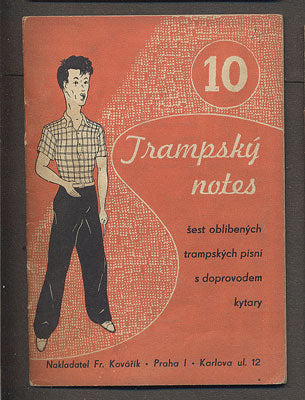 10
Trampský
notes
šest oblíbených
trampských písní
s doprovodem
kytary
Nakladatel Fr. Kovářík • Praha I • Karlova ul. 12